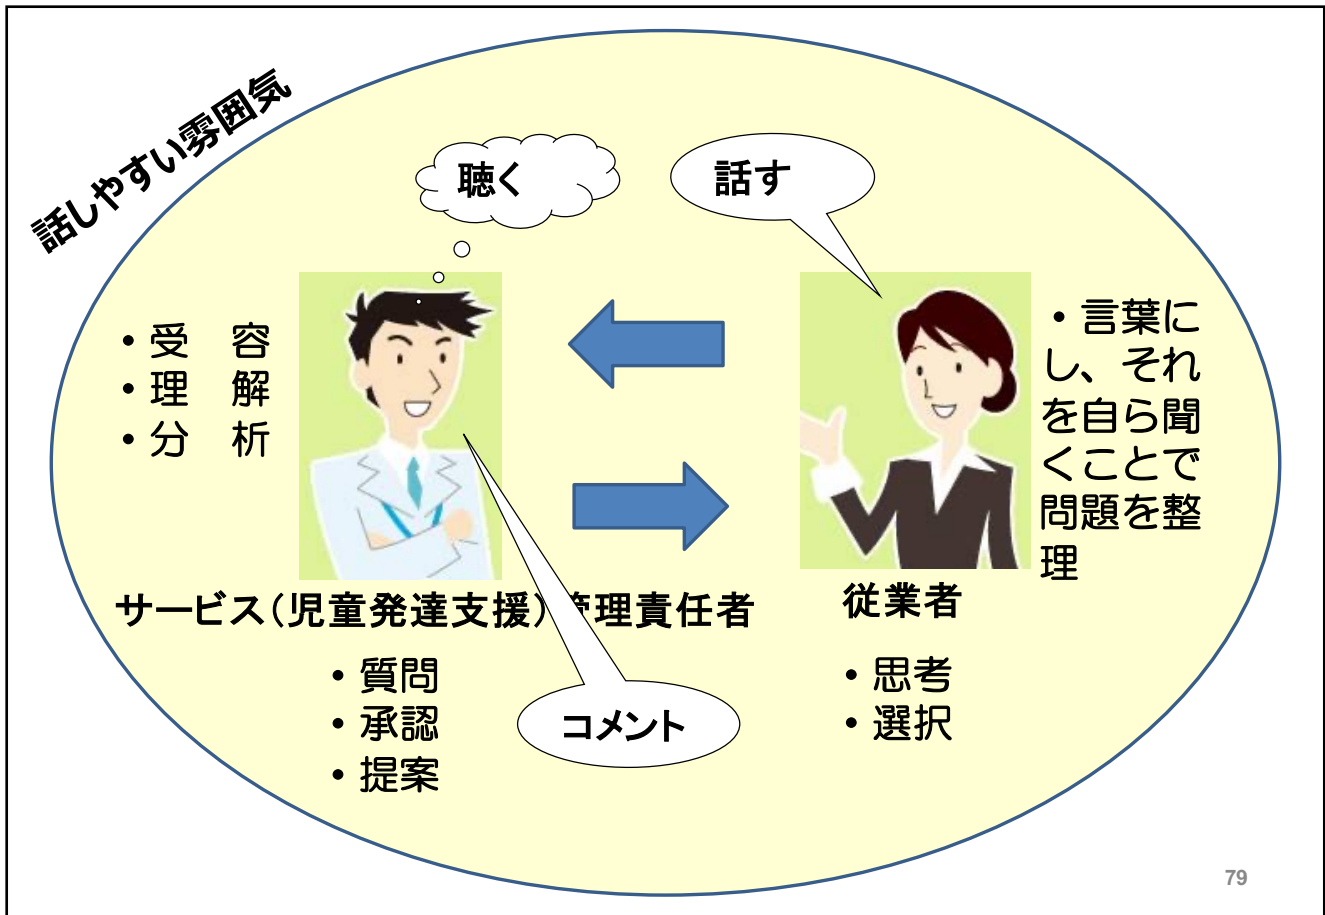 話しやすい雰囲気
聴く
話す
・受　容
・理　解
・分　析
・言葉に
し、それ
を自ら聞
くことで
問題を整
理
サービス（児童発達支援）管理責任者
従業者
・質問
・承認
・提案
コメント
・思考
・選択
79